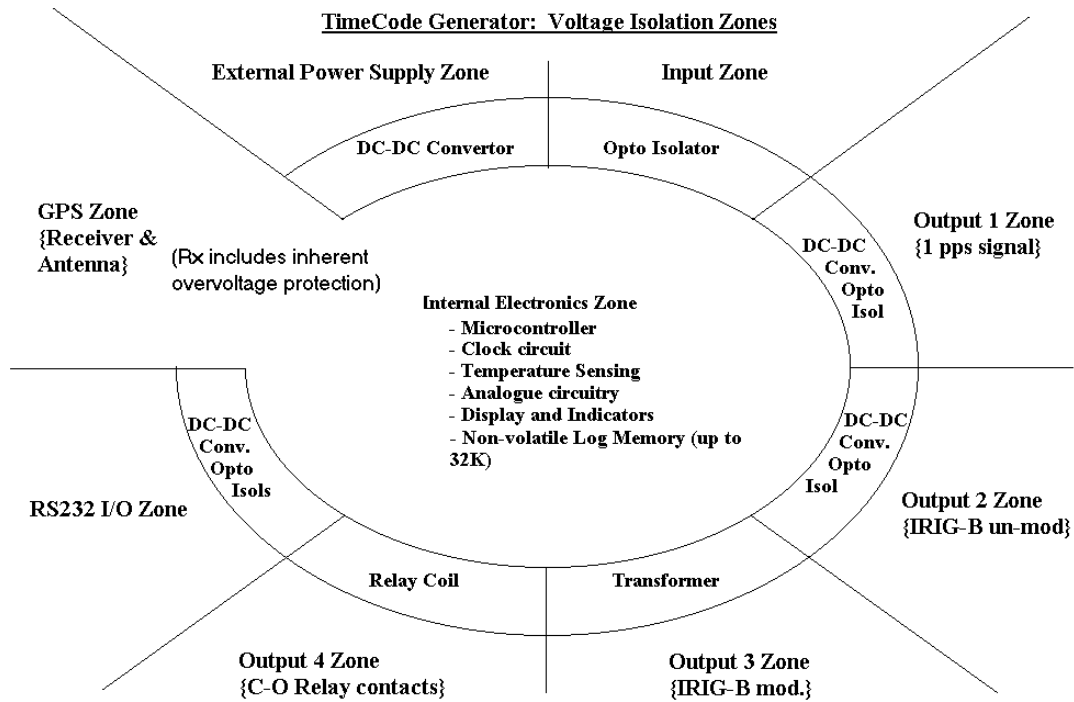 TimeCode Generator: Voltage Isolation Zones
External Power Supply Zone
Input Zone
DC-DC Convertor
Opto Isolator
GPS Zone
{Receiver &
Antenna}
(Rx includes inherent
overvoltage protection)
Output 1 Zone
{1 pps signal}
DC-DC
Conv.
Opto
Isol
Internal Electronics Zone
- Microcontroller
- Clock circuit
- Temperature Sensing
- Analogue circuitry
- Display and Indicators
- Non-volatile Log Memory (up to
32K)
DC-DC
Conv.
Opto
Isols
DC-DC
Conv.
Opto
Isol
RS232 I/O Zone
Output 2 Zone
{IRIG-B un-mod}
Relay Coil
Transformer
Output 4 Zone
{C-O Relay contacts}
Output 3 Zone
{IRIG-B mod.}